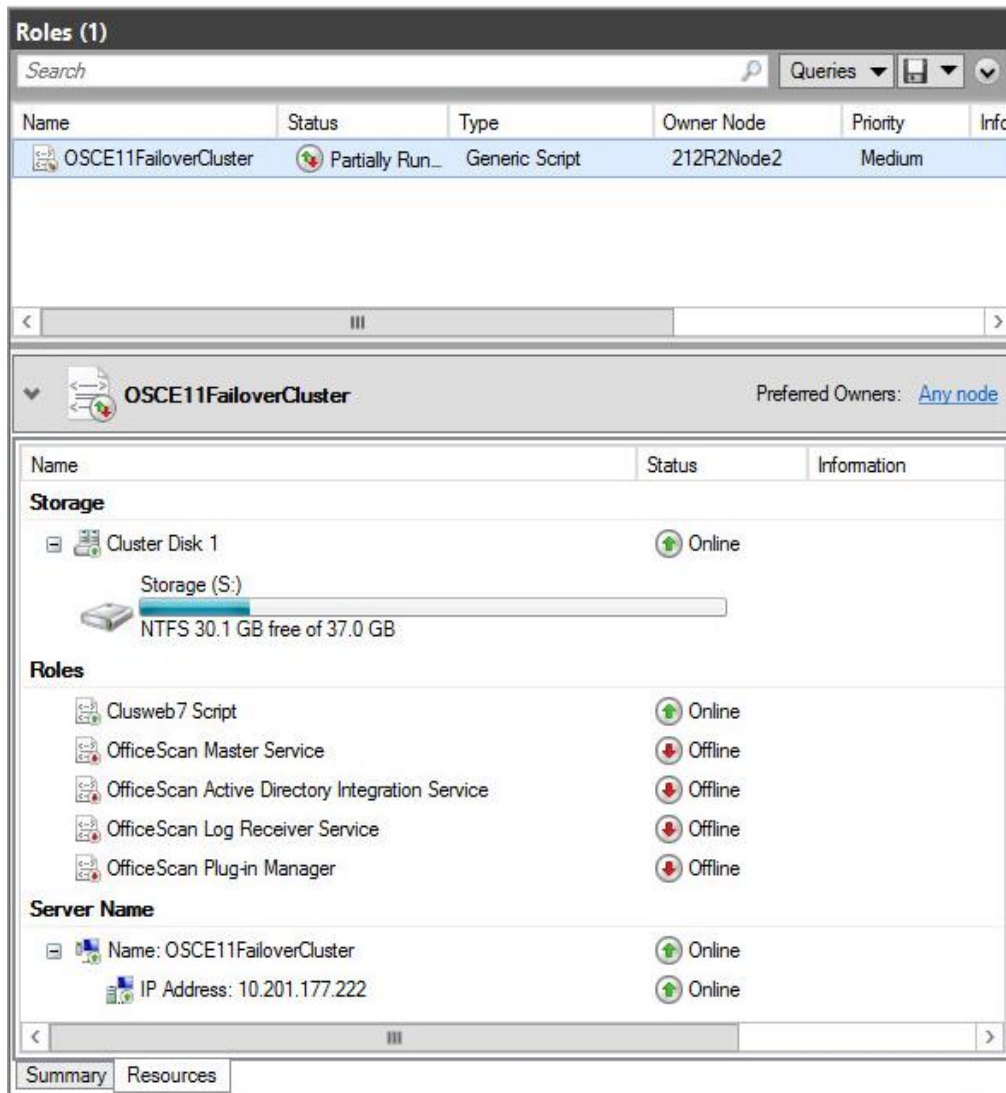 Roles (1)
Search Queries
Name Status Type Owner Node Priority Info
OSCE11FailoverCluster Partially Run... Generic Script 212R2Node2 Medium
OSCE11FailoverCluster Preferred Owners: Any node
Name Status Information
Storage
Cluster Disk 1 Online
Storage (S:)
NTFS 30.1 GB free of 37.0 GB
Roles
Clusweb7 Script Online
OfficeScan Master Service Offline
OfficeScan Active Directory Integration Service Offline
OfficeScan Log Receiver Service Offline
OfficeScan Plug-in Manager Offline
Server Name
Name: OSCE11FailoverCluster Online
IP Address: 10.201.177.222 Online
Summary Resources